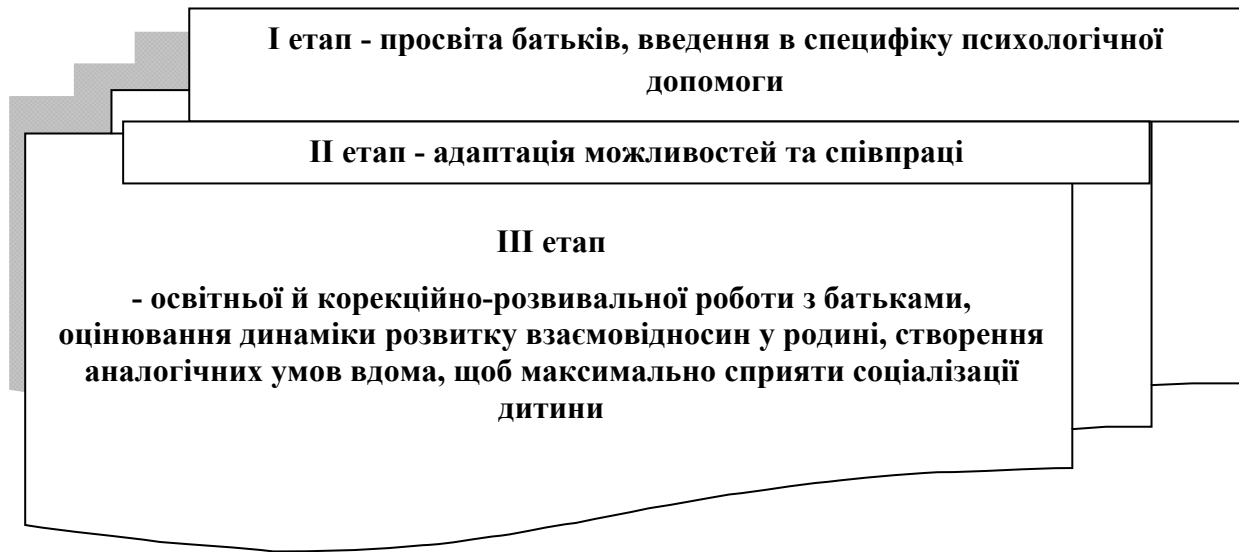 І етап - просвіта батьків, введення в специфіку психологічної
допомоги
ІІ етап - адаптація можливостей та співпраці
ІІІ етап
- освітньої й корекційно-розвивальної роботи з батьками,
оцінювання динаміки розвитку взаємовідносин у родині, створення
аналогічних умов вдома, щоб максимально сприяти соціалізації
дитини